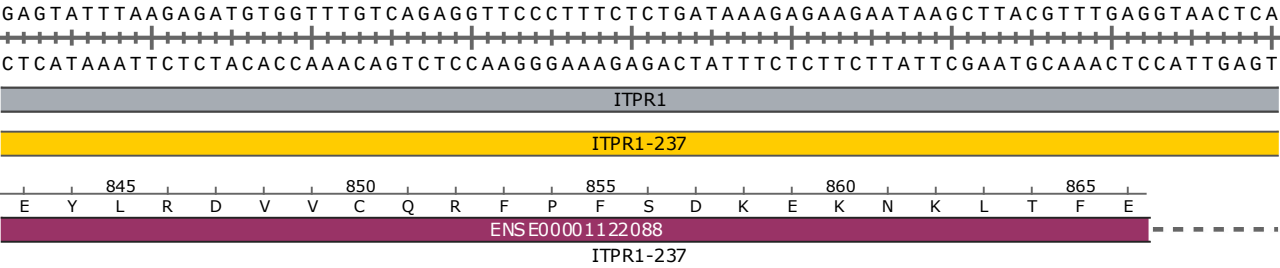 GAGTATTTAAGAGATGTGGTTTGTCAGAGGTTCCCTTTCTCTGATAAAGAGAAGAATAAGCTTACGTTTGAGGTAACTCA
CTCATAAATTCTCTACACCAAACAGTCTCCAAGGGAAAGAGACTATTTCTCTTCTTATTCGAATGCAAACTCCATTGAGT
ITPR1
ITPR1-237
845 850 855 860 865
E Y L R D V V C Q R F P F S D K E K N K L T F E
ENSE00001122088
ITPR1-237